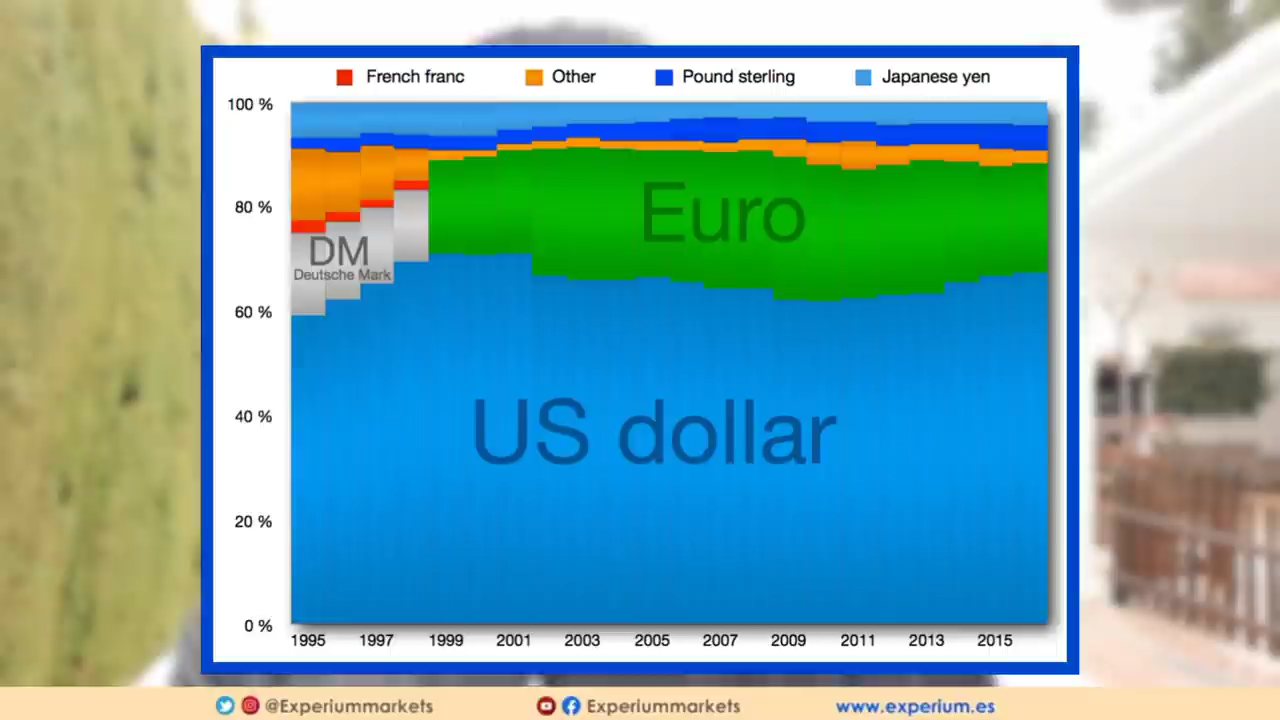 French franc Other Pound sterling Japanese yen
100 %
80 %
60 %
40 %
20 %
0 %
DM
Deutsche Mark
Euro
US dollar
1995 1997 1999 2001 2003 2005 2007 2009 2011 2013 2015
@Experiummarkets Experiummarkets www.experium.es